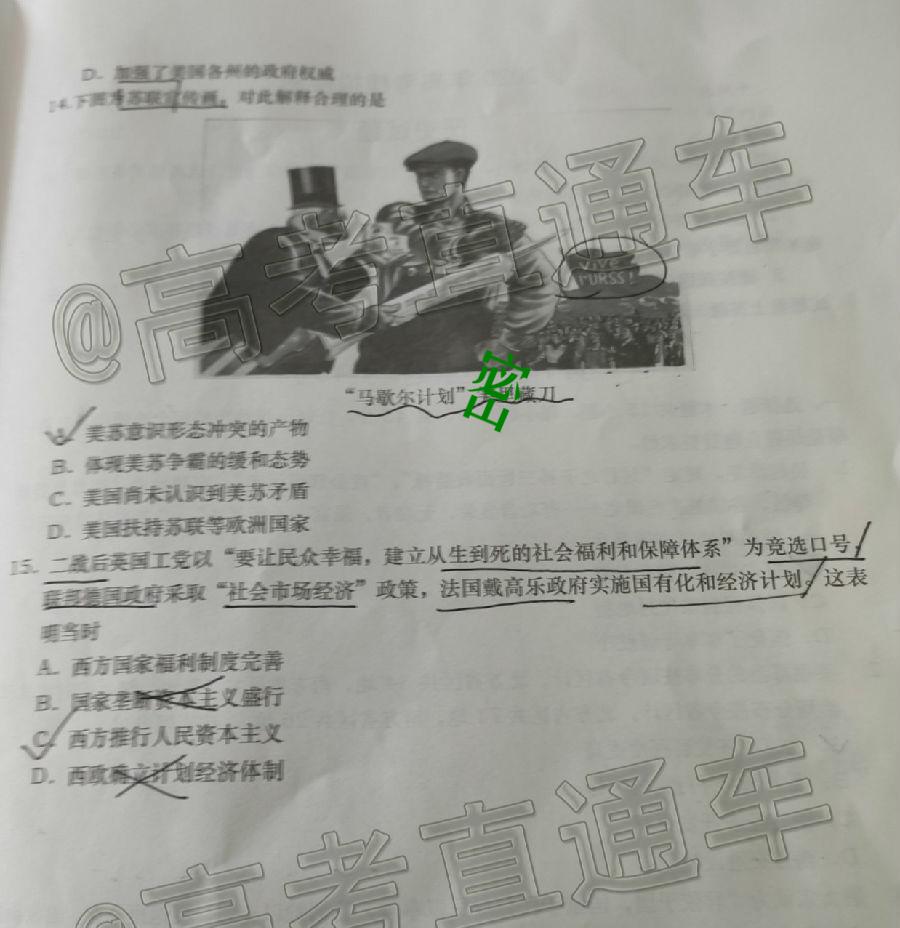 D. 加强了美国各州的政府权威
14.下图为苏联宣传画。对此解释合理的是
@高考直通车
VIVE
l'URSS!
密
“马歇尔计划”：笑里藏刀
A. 美苏意识形态冲突的产物
B. 体现美苏争霸的缓和态势
C. 美国尚未认识到美苏矛盾
D. 美国扶持苏联等欧洲国家
15. 二战后英国工党以“要让民众幸福，建立从生到死的社会福利和保障体系”为竞选口号，
联邦德国政府采取“社会市场经济”政策，法国戴高乐政府实施国有化和经济计划。这表
明当时
A. 西方国家福利制度完善
B. 国家垄断资本主义盛行
C. 西方推行人民资本主义
D. 西欧确立计划经济体制
@高考直通车